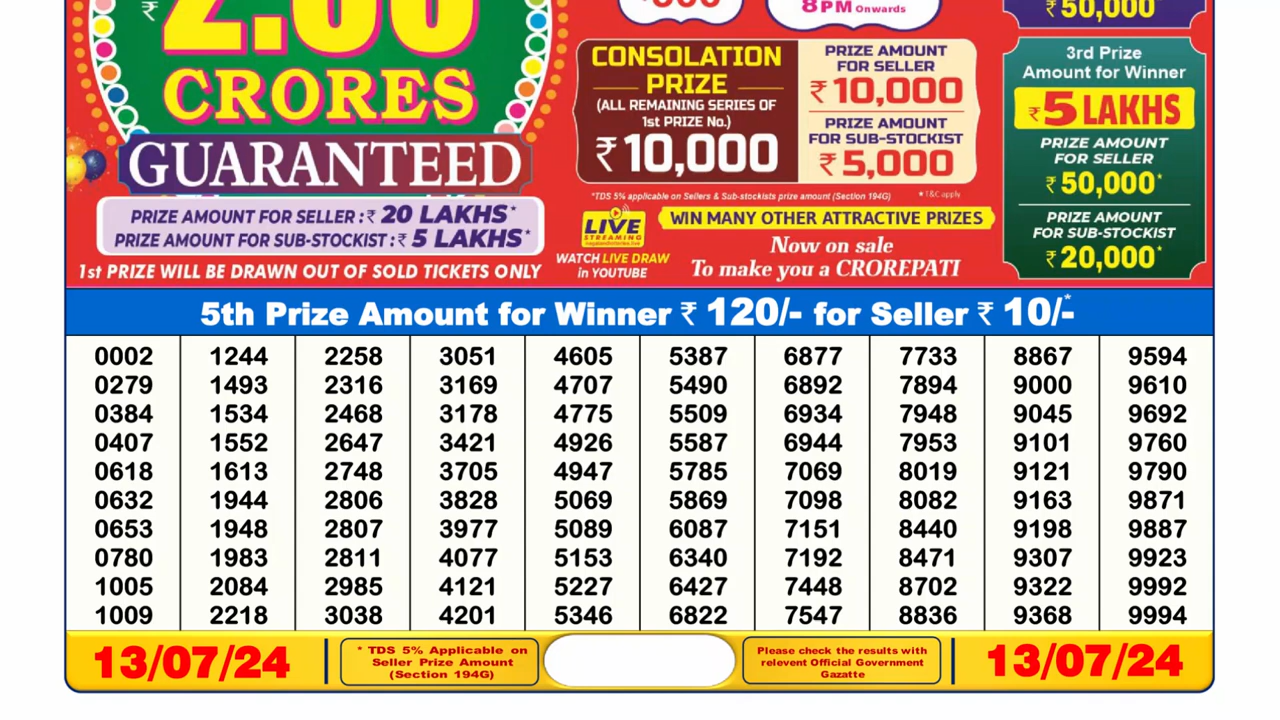 ₹ 2.00
CRORES
GUARANTEED
PRIZE AMOUNT FOR SELLER :₹ 20 LAKHS*
PRIZE AMOUNT FOR SUB-STOCKIST :₹ 5 LAKHS*
1st PRIZE WILL BE DRAWN OUT OF SOLD TICKETS ONLY
8PM Onwards
CONSOLATION
PRIZE
(ALL REMAINING SERIES OF
1st PRIZE No.)
₹10,000
PRIZE AMOUNT
FOR SELLER
₹10,000
PRIZE AMOUNT
FOR SUB-STOCKIST
₹5,000
*TDS 5% applicable on Sellers & Sub-stockists prize amount (Section 194G)
*T&C apply
LIVE
STREAMING
WATCH LIVE DRAW
in YOUTUBE
WIN MANY OTHER ATTRACTIVE PRIZES
Now on sale
To make you a CROREPATI
₹50,000*
3rd Prize
Amount for Winner
₹5 LAKHS
PRIZE AMOUNT
FOR SELLER
₹50,000*
PRIZE AMOUNT
FOR SUB-STOCKIST
₹20,000*
5th Prize Amount for Winner ₹ 120/- for Seller ₹ 10/-*
0002 1244 2258 3051 4605 5387 6877 7733 8867 9594
0279 1493 2316 3169 4707 5490 6892 7894 9000 9610
0384 1534 2468 3178 4775 5509 6934 7948 9045 9692
0407 1552 2647 3421 4926 5587 6944 7953 9101 9760
0618 1613 2748 3705 4947 5785 7069 8019 9121 9790
0632 1944 2806 3828 5069 5869 7098 8082 9163 9871
0653 1948 2807 3977 5089 6087 7151 8440 9198 9887
0780 1983 2811 4077 5153 6340 7192 8471 9307 9923
1005 2084 2985 4121 5227 6427 7448 8702 9322 9992
1009 2218 3038 4201 5346 6822 7547 8836 9368 9994
13/07/24
* TDS 5% Applicable on
Seller Prize Amount
(Section 194G)
Please check the results with
relevent Official Government
Gazatte
13/07/24